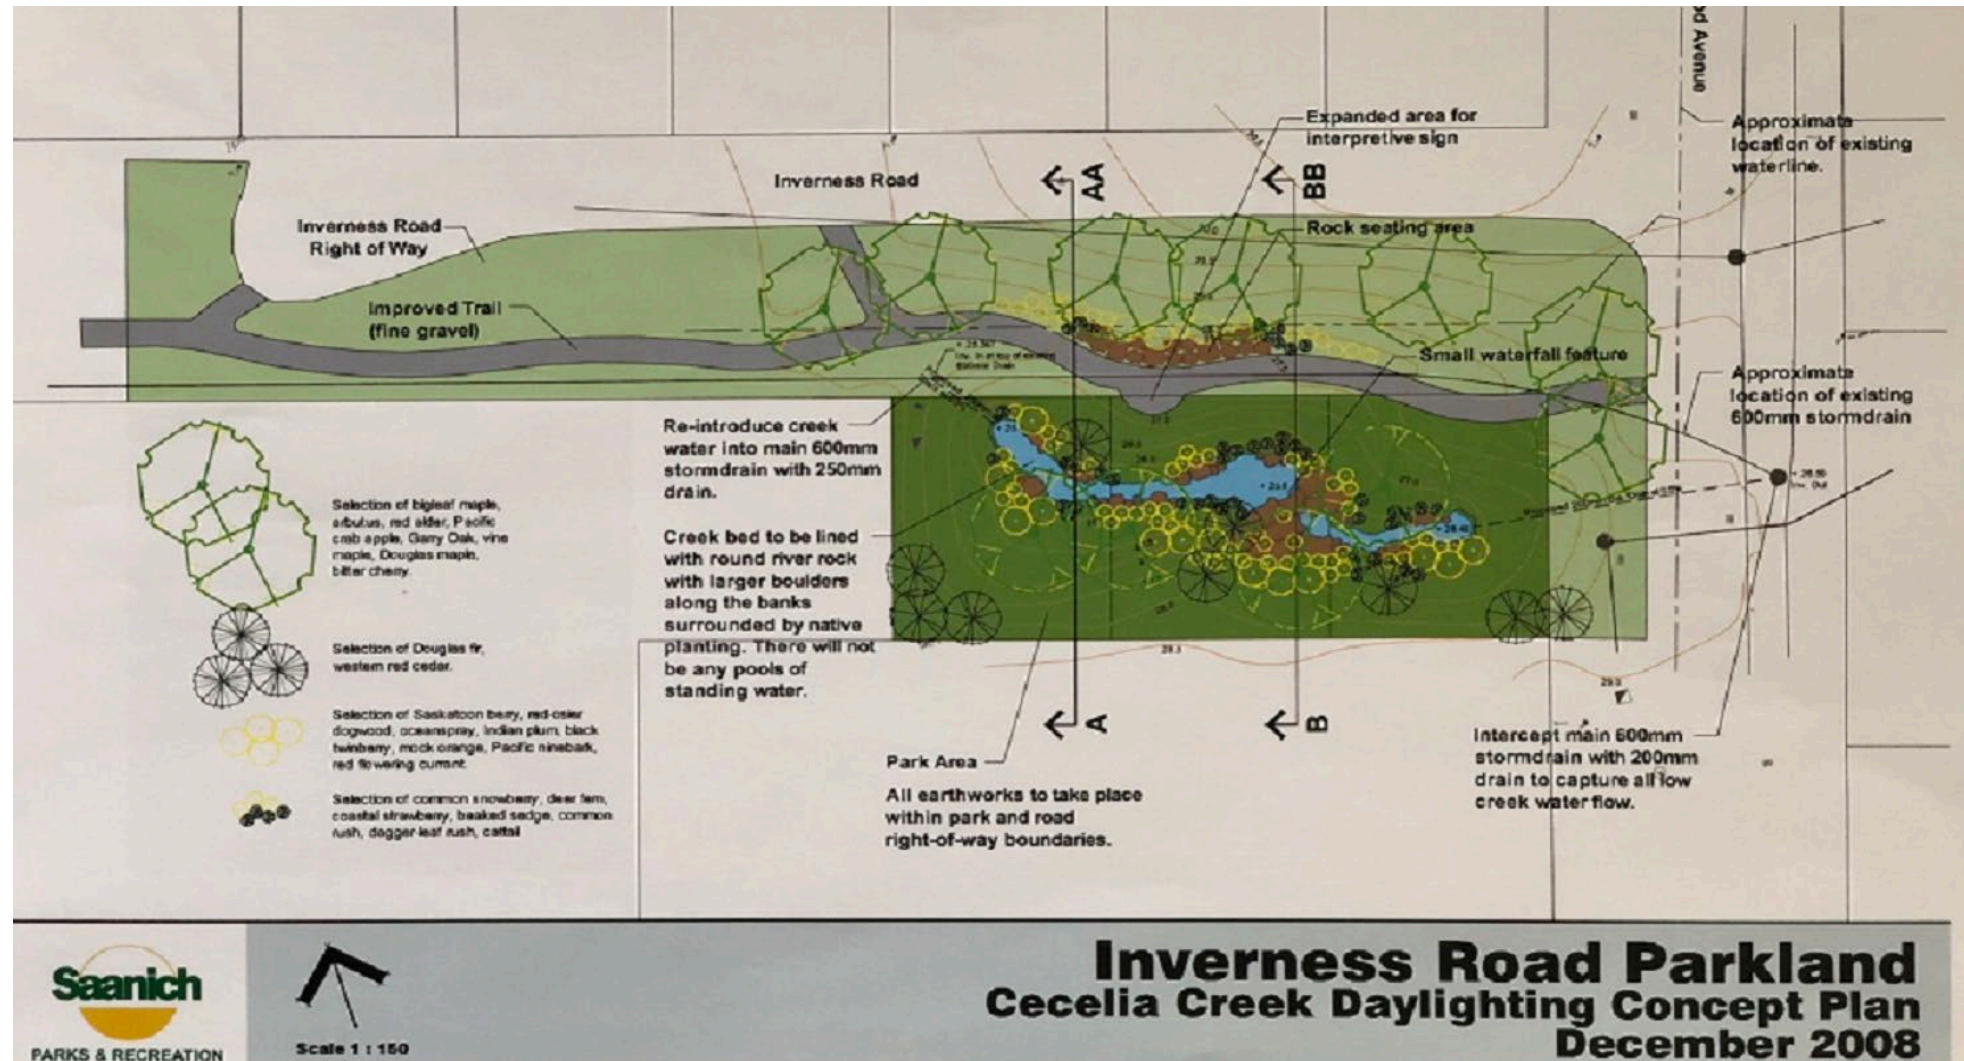 Expanded area for
interpretive sign
Approximate
location of existing
waterline.
Avenue
Inverness Road
AA
BB
Inverness Road
Right of Way
Rock seating area
Improved Trail
(fine gravel)
Small waterfall feature
Approximate
location of existing
600mm stormdrain
Re-introduce creek
water into main 600mm
stormdrain with 250mm
drain.
Creek bed to be lined
with round river rock
with larger boulders
along the banks
surrounded by native
planting. There will not
be any pools of
standing water.
Selection of bigleaf maple,
arbutus, red alder, Pacific
crab apple, Garry Oak, vine
maple, Douglas maple,
bitter cherry.
Selection of Douglas fir,
western red cedar.
Selection of Saskatoon berry, red-osier
dogwood, oceanspray, Indian plum, black
twinberry, mock orange, Pacific ninebark,
red flowering currant.
Selection of common snowberry, deer fern,
coastal strawberry, beaked sedge, common
rush, dagger-leaf rush, cattail
A
B
Park Area
All earthworks to take place
within park and road
right-of-way boundaries.
Intercept main 600mm
stormdrain with 200mm
drain to capture all low
creek water flow.
Saanich
PARKS & RECREATION
Scale 1 : 150
Inverness Road Parkland
Cecelia Creek Daylighting Concept Plan
December 2008